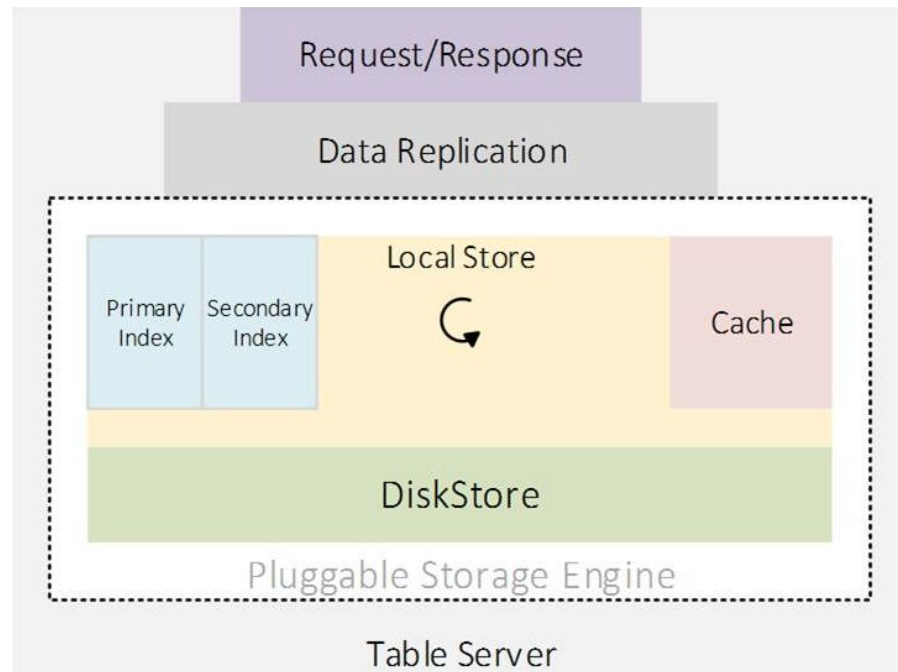 Request/Response
Data Replication
Local Store
Primary
Index
Secondary
Index
Cache
DiskStore
Pluggable Storage Engine
Table Server